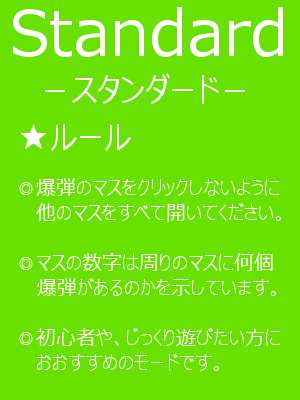 Standard
－スタンダード－
★ルール
◎爆弾のマスをクリックしないように
他のマスをすべて開いてください。
◎マスの数字は周りのマスに何個
爆弾があるのかを示しています。
◎初心者や、じっくり遊びたい方に
おおすすめのモードです。